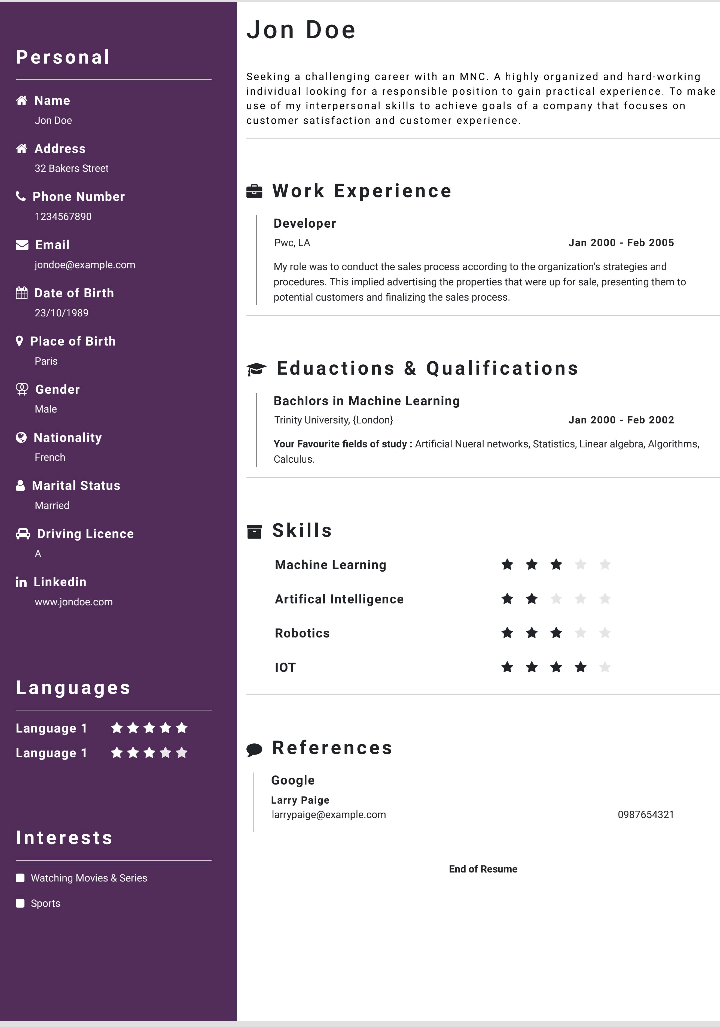 Personal
Name
Jon Doe
Address
32 Bakers Street
Phone Number
1234567890
Email
jondoe@example.com
Date of Birth
23/10/1989
Place of Birth
Paris
Gender
Male
Nationality
French
Marital Status
Married
Driving Licence
A
in Linkedin
www.jondoe.com
Languages
Language 1
Language 1
Interests
Watching Movies & Series
Sports
Jon Doe
Seeking a challenging career with an MNC. A highly organized and hard-working
individual looking for a responsible position to gain practical experience. To make
use of my interpersonal skills to achieve goals of a company that focuses on
customer satisfaction and customer experience.
Work Experience
Developer
Pwc, LA Jan 2000 - Feb 2005
My role was to conduct the sales process according to the organization's strategies and
procedures. This implied advertising the properties that were up for sale, presenting them to
potential customers and finalizing the sales process.
Eduactions & Qualifications
Bachlors in Machine Learning
Trinity University, {London} Jan 2000 - Feb 2002
Your Favourite fields of study : Artificial Nueral networks, Statistics, Linear algebra, Algorithms,
Calculus.
Skills
Machine Learning
Artifical Intelligence
Robotics
IOT
References
Google
Larry Paige
larrypaige@example.com 0987654321
End of Resume